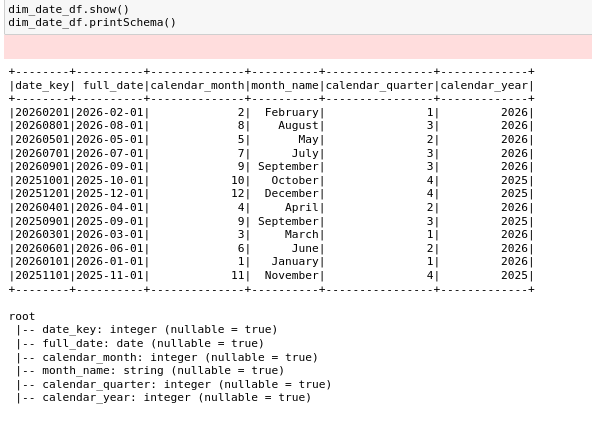 dim_date_df.show()
dim_date_df.printSchema()
+--------+----------+--------------+----------+----------------+-------------+
|date_key| full_date|calendar_month|month_name|calendar_quarter|calendar_year|
+--------+----------+--------------+----------+----------------+-------------+
|20260201|2026-02-01|             2|  February|               1|         2026|
|20260801|2026-08-01|             8|    August|               3|         2026|
|20260501|2026-05-01|             5|       May|               2|         2026|
|20260701|2026-07-01|             7|      July|               3|         2026|
|20260901|2026-09-01|             9| September|               3|         2026|
|20251001|2025-10-01|            10|   October|               4|         2025|
|20251201|2025-12-01|            12|  December|               4|         2025|
|20260401|2026-04-01|             4|     April|               2|         2026|
|20250901|2025-09-01|             9| September|               3|         2025|
|20260301|2026-03-01|             3|     March|               1|         2026|
|20260601|2026-06-01|             6|      June|               2|         2026|
|20260101|2026-01-01|             1|   January|               1|         2026|
|20251101|2025-11-01|            11|  November|               4|         2025|
+--------+----------+--------------+----------+----------------+-------------+
root
 |-- date_key: integer (nullable = true)
 |-- full_date: date (nullable = true)
 |-- calendar_month: integer (nullable = true)
 |-- month_name: string (nullable = true)
 |-- calendar_quarter: integer (nullable = true)
 |-- calendar_year: integer (nullable = true)